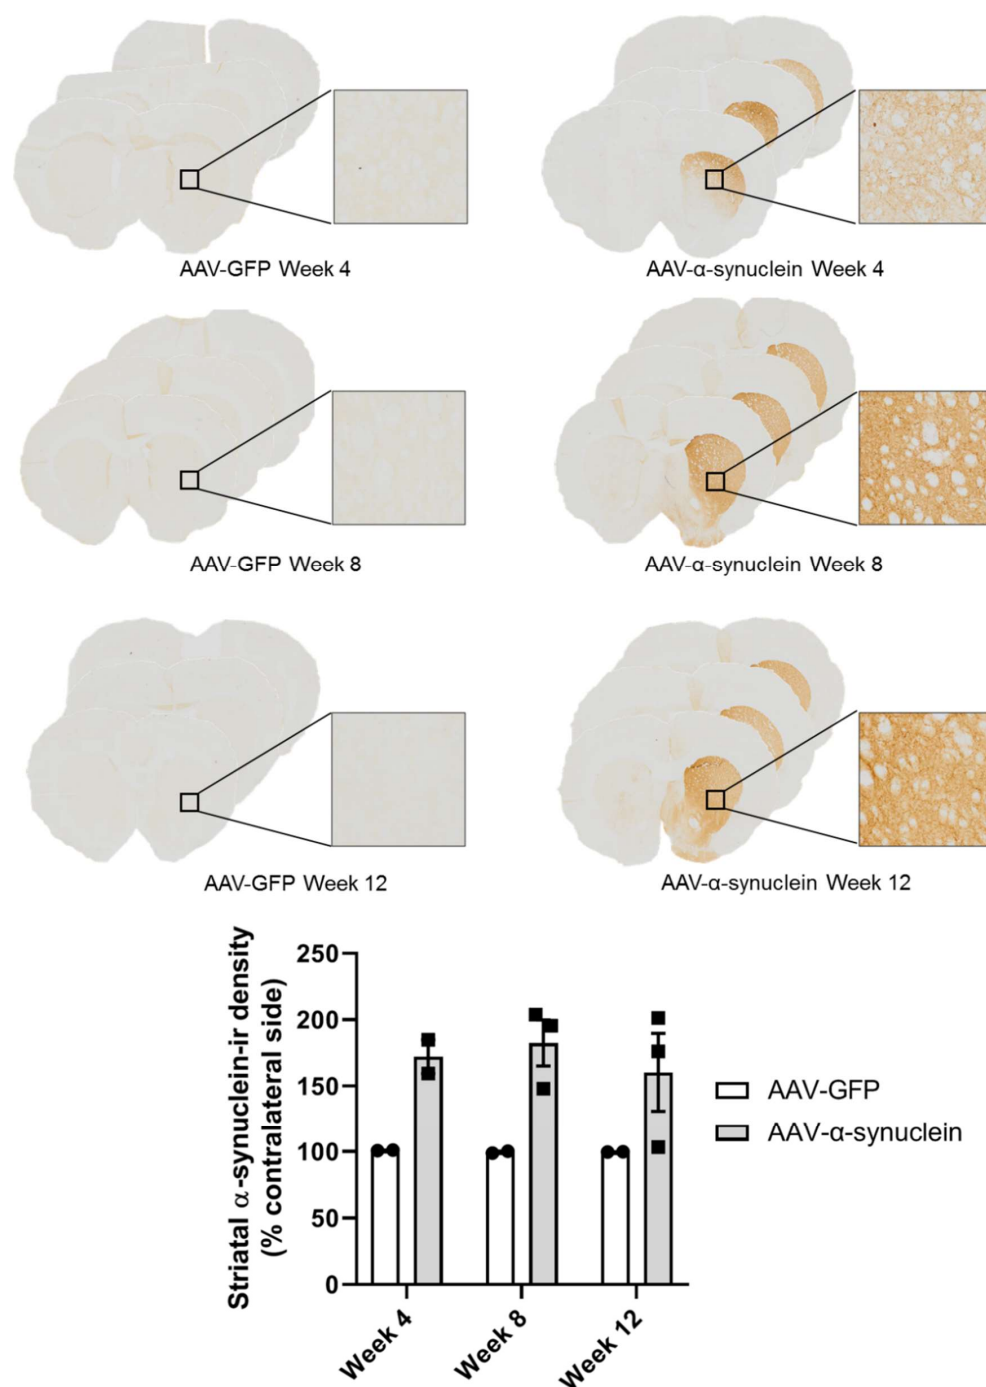 AAV-GFP Week 4
AAV-α-synuclein Week 4
AAV-GFP Week 8
AAV-α-synuclein Week 8
AAV-GFP Week 12
AAV-α-synuclein Week 12
Striatal α-synuclein-ir density
(% contralateral side)
250
200
150
100
50
0
Week 4
Week 8
Week 12
AAV-GFP
AAV-α-synuclein